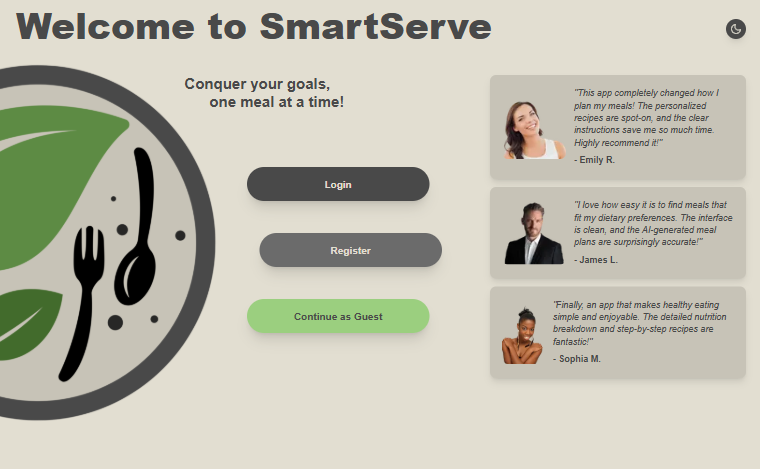 Welcome to SmartServe
Conquer your goals,
one meal at a time!
Login
Register
Continue as Guest
"This app completely changed how I
plan my meals! The personalized
recipes are spot-on, and the clear
instructions save me so much time.
Highly recommend it!"
- Emily R.
"I love how easy it is to find meals that
fit my dietary preferences. The interface
is clean, and the AI-generated meal
plans are surprisingly accurate!"
- James L.
"Finally, an app that makes healthy eating
simple and enjoyable. The detailed nutrition
breakdown and step-by-step recipes are
fantastic!"
- Sophia M.